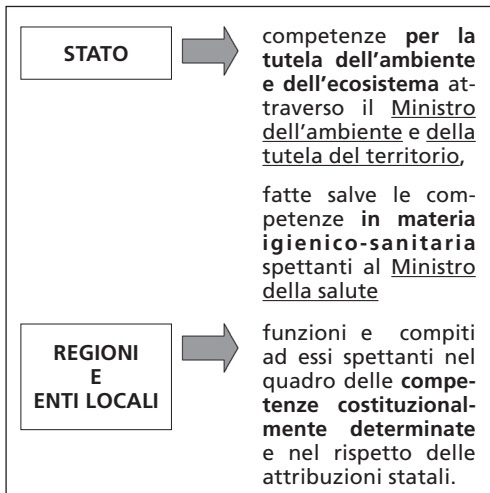 STATO
competenze per la
tutela dell'ambiente
e dell'ecosistema at-
traverso il Ministro
dell'ambiente e della
tutela del territorio,
fatte salve le com-
petenze in materia
igienico-sanitaria
spettanti al Ministro
della salute
REGIONI
E
ENTI LOCALI
funzioni e compiti
ad essi spettanti nel
quadro delle compe-
tenze costituzional-
mente determinate
e nel rispetto delle
attribuzioni statali.